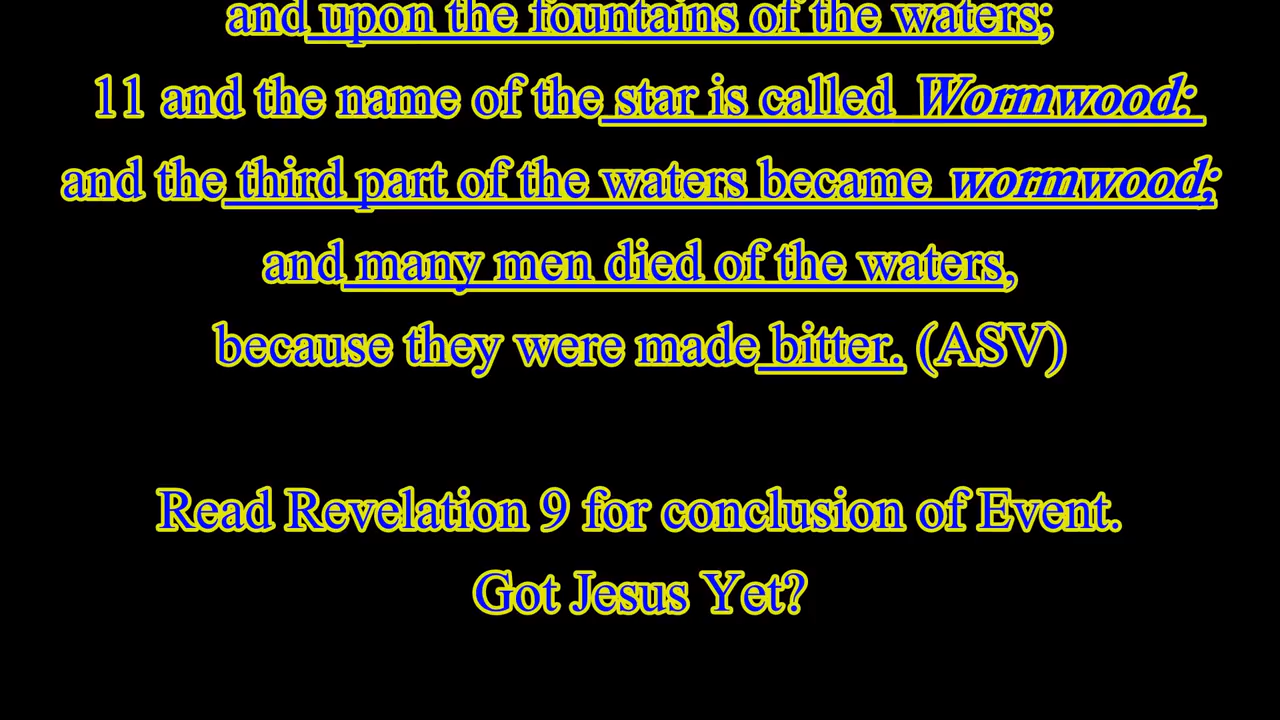 and upon the fountains of the waters;
11 and the name of the star is called Wormwood:
and the third part of the waters became wormwood;
and many men died of the waters,
because they were made bitter. (ASV)
Read Revelation 9 for conclusion of Event.
Got Jesus Yet?